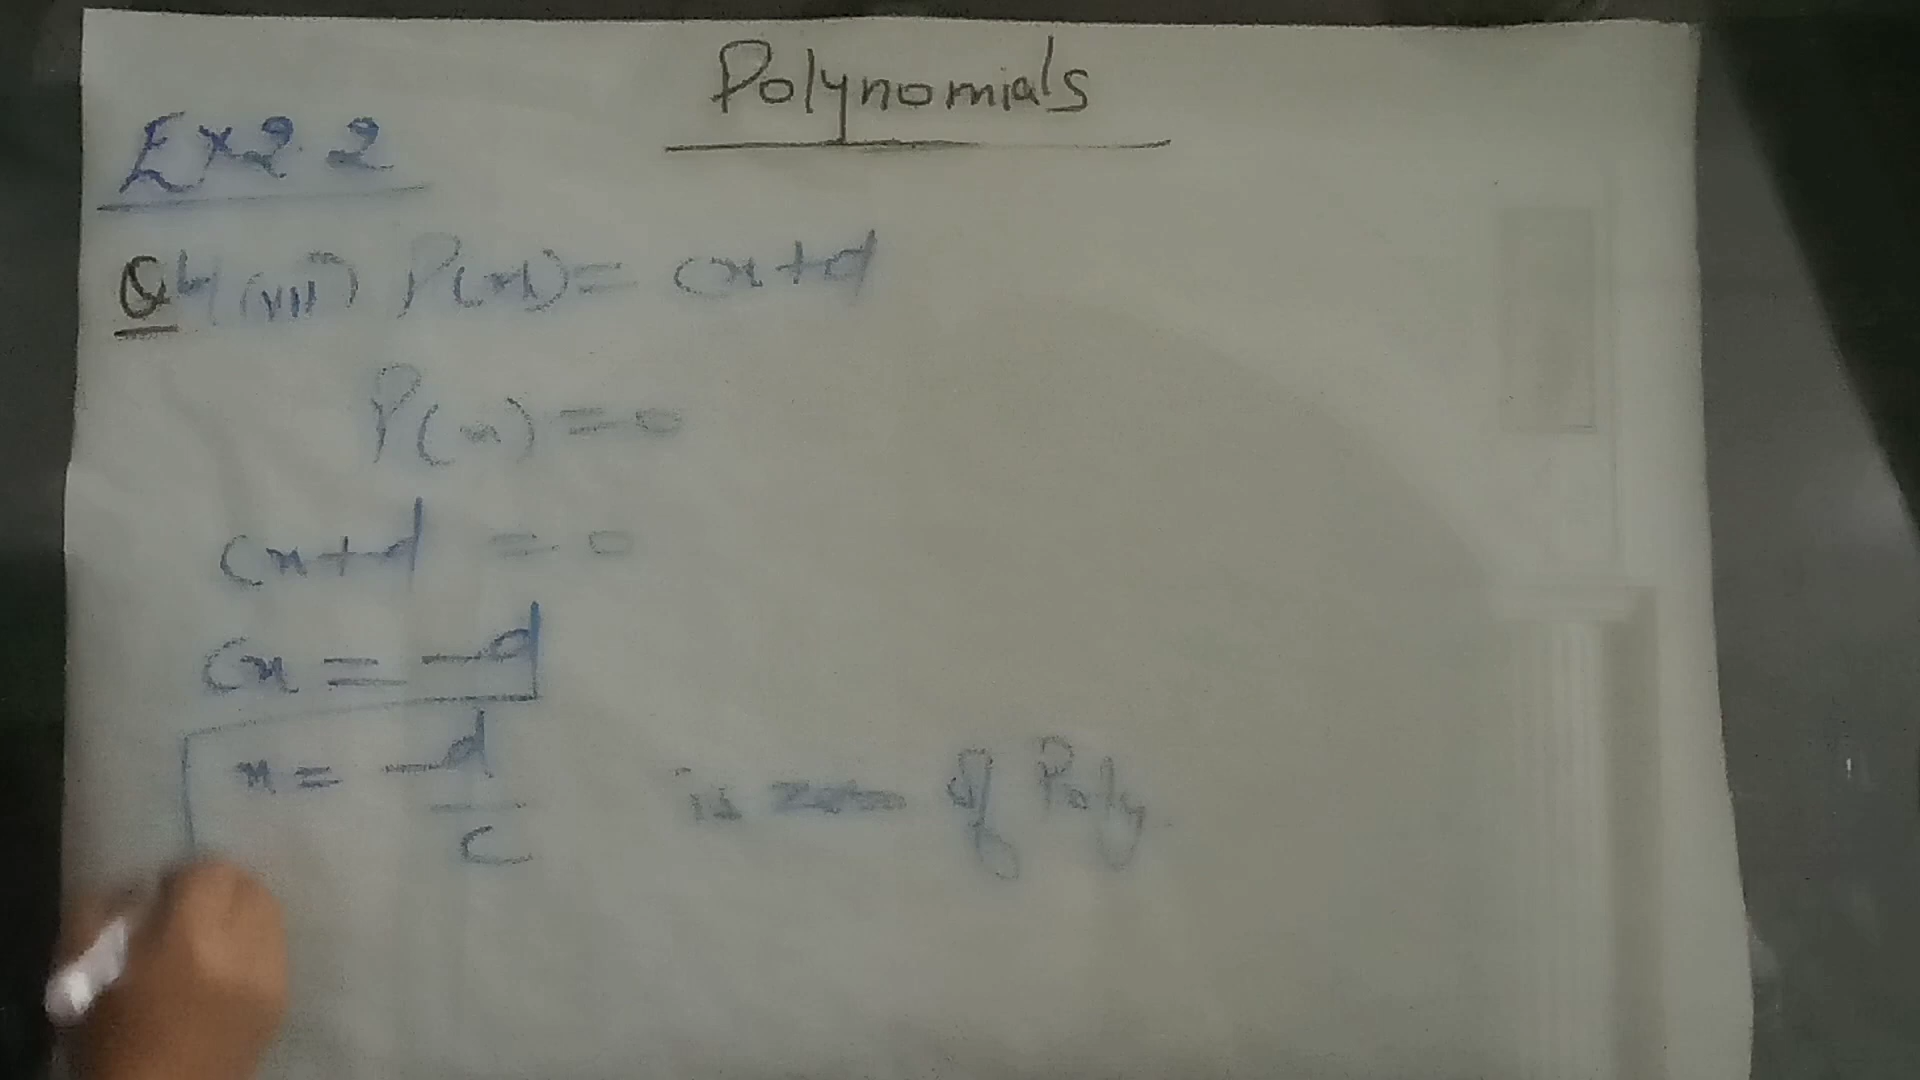 Polynomials
Ex 2.2
Q4 (vii) P(x) = cx+d
P(x) = 0
cx+d = 0
cx = -d
x = -d/c is zero of Poly.